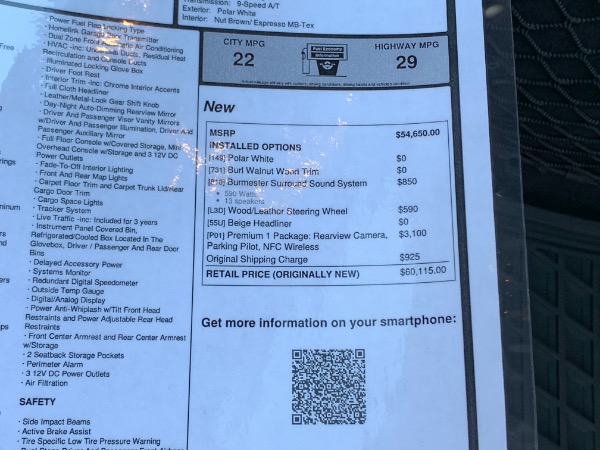 Transmission: 9-Speed A/T
Exterior: Polar White
Interior: Nut Brown/Espresso MB-Tex
CITY MPG
22
Fuel Economy
Information
HIGHWAY MPG
29
New
MSRP $54,650.00
INSTALLED OPTIONS
[149] Polar White $0
[731] Burl Walnut Wood Trim $0
[810] Burmester Surround Sound System $850
• 590 Watts
• 13 speakers
[L3D] Wood/Leather Steering Wheel $590
[55U] Beige Headliner $0
[P01] Premium 1 Package: Rearview Camera, $3,100
Parking Pilot, NFC Wireless
Original Shipping Charge $925
RETAIL PRICE (ORIGINALLY NEW) $60,115.00
Get more information on your smartphone:
· Power Fuel Flap Locking Type
· Homelink Garage Door Transmitter
· Dual Zone Front Automatic Air Conditioning
· HVAC -inc: Underseat Ducts, Residual Heat
Recirculation and Console Ducts
· Illuminated Locking Glove Box
· Driver Foot Rest
· Interior Trim -inc: Chrome Interior Accents
· Full Cloth Headliner
· Leather/Metal-Look Gear Shift Knob
· Day-Night Auto-Dimming Rearview Mirror
· Driver And Passenger Visor Vanity Mirrors
w/Driver And Passenger Illumination, Driver And
Passenger Auxiliary Mirror
· Full Floor Console w/Covered Storage, Mini
Overhead Console w/Storage and 3 12V DC
Power Outlets
· Fade-To-Off Interior Lighting
· Front And Rear Map Lights
· Carpet Floor Trim and Carpet Trunk Lid/Rear
Cargo Door Trim
· Cargo Space Lights
· Tracker System
· Live Traffic -inc: Included for 3 years
· Instrument Panel Covered Bin,
Refrigerated/Cooled Box Located In The
Glovebox, Driver / Passenger And Rear Door
Bins
· Delayed Accessory Power
· Systems Monitor
· Redundant Digital Speedometer
· Outside Temp Gauge
· Digital/Analog Display
· Power Anti-Whiplash w/Tilt Front Head
Restraints and Power Adjustable Rear Head
Restraints
· Front Center Armrest and Rear Center Armrest
w/Storage
· 2 Seatback Storage Pockets
· Perimeter Alarm
· 3 12V DC Power Outlets
· Air Filtration
SAFETY
· Side Impact Beams
· Active Brake Assist
· Tire Specific Low Tire Pressure Warning